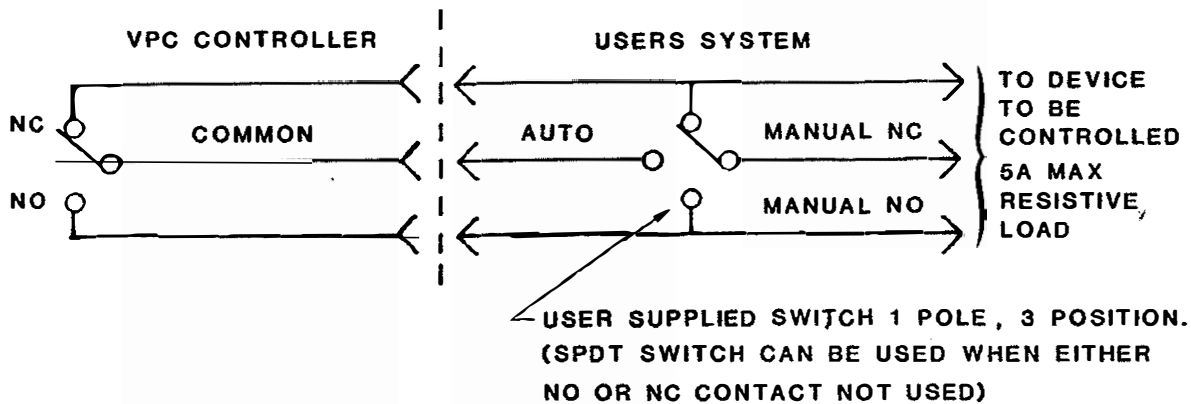 VPC CONTROLLER
USERS SYSTEM
NC
COMMON
NO
AUTO
MANUAL NC
MANUAL NO
TO DEVICE
TO BE
CONTROLLED
5A MAX
RESISTIVE
LOAD
USER SUPPLIED SWITCH 1 POLE, 3 POSITION.
(SPDT SWITCH CAN BE USED WHEN EITHER
NO OR NC CONTACT NOT USED)